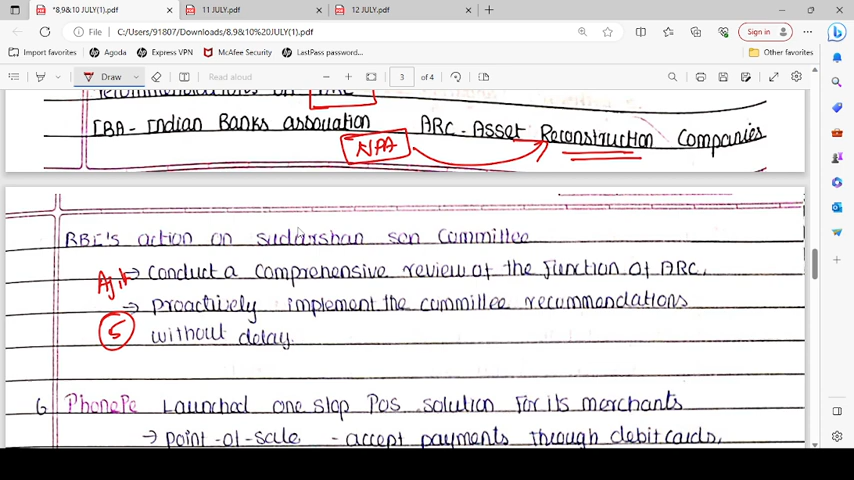 8,9&10 JULY(1).pdf
11 JULY.pdf
12 JULY.pdf
File
C:/Users/91807/Downloads/8,9&10%20JULY(1).pdf
Sign in
Import favorites
Agoda
Express VPN
McAfee Security
LastPass password...
Other favorites
Draw
Read aloud
3 of 4
IBA - Indian Banks association ARC - Asset Reconstruction Companies
NPA
RBI's action on sudarshan sen Committee
→ Conduct a comprehensive review of the function of ARC.
→ proactively implement the committee recommendations
5 without delay.
6 PhonePe Launched one stop Pos solution for its merchants
→ point-of-sale - accept payments through debit cards,